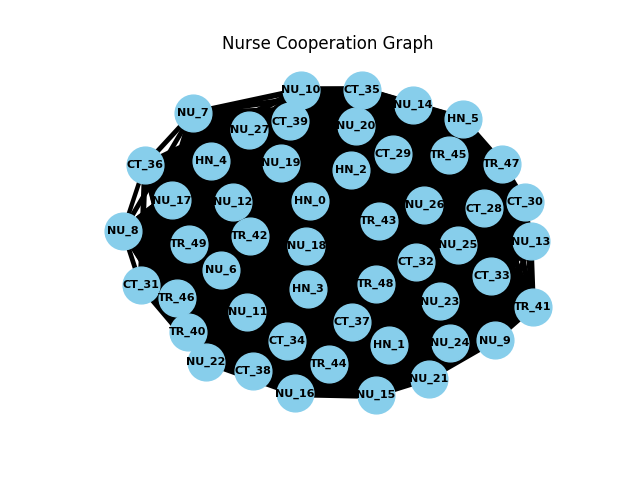 Nurse Cooperation Graph
NU_10
CT_35
NU_14
NU_7
CT_39
HN_5
NU_27
NU_20
CT_29
TR_45
HN_4
NU_19
TR_47
CT_36
HN_2
NU_17
NU_12
HN_0
NU_26
CT_28
CT_30
TR_43
NU_8
TR_42
NU_13
TR_49
NU_18
NU_25
CT_32
NU_6
CT_33
CT_31
TR_48
HN_3
TR_46
NU_23
TR_41
NU_11
CT_37
TR_40
CT_34
HN_1
NU_24
NU_9
NU_22
TR_44
CT_38
NU_21
NU_16
NU_15